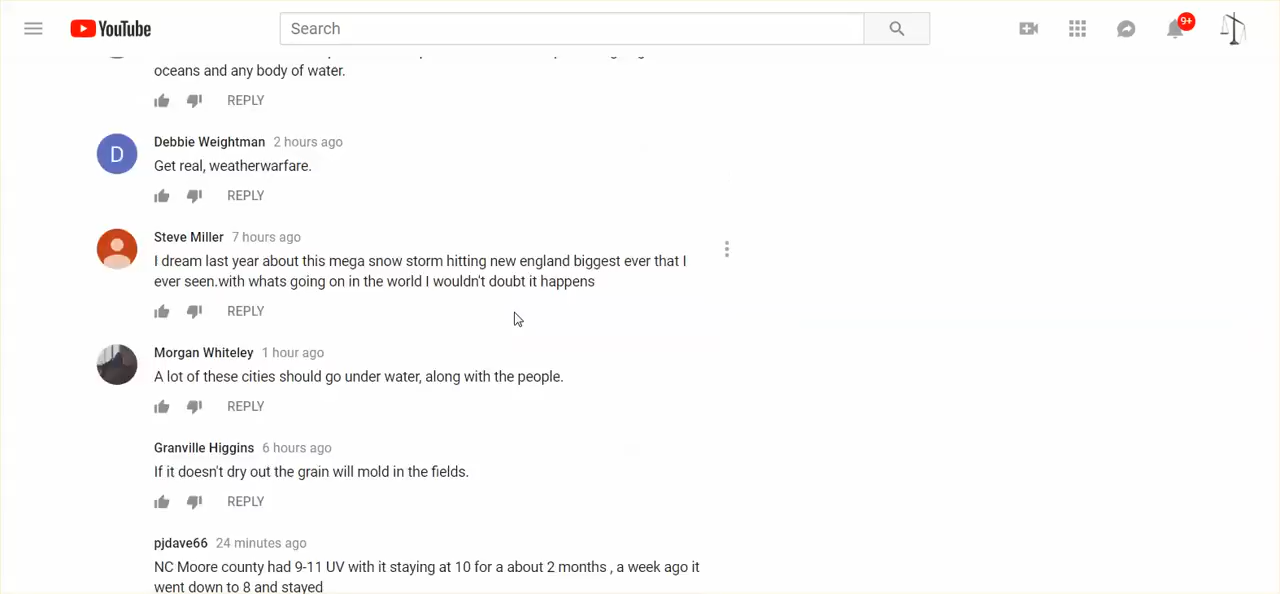 YouTube
Search
9+
oceans and any body of water.
REPLY
D
Debbie Weightman 2 hours ago
Get real, weatherwarfare.
REPLY
Steve Miller 7 hours ago
I dream last year about this mega snow storm hitting new england biggest ever that I
ever seen.with whats going on in the world I wouldn't doubt it happens
REPLY
Morgan Whiteley 1 hour ago
A lot of these cities should go under water, along with the people.
REPLY
Granville Higgins 6 hours ago
If it doesn't dry out the grain will mold in the fields.
REPLY
pjdave66 24 minutes ago
NC Moore county had 9-11 UV with it staying at 10 for a about 2 months , a week ago it
went down to 8 and stayed